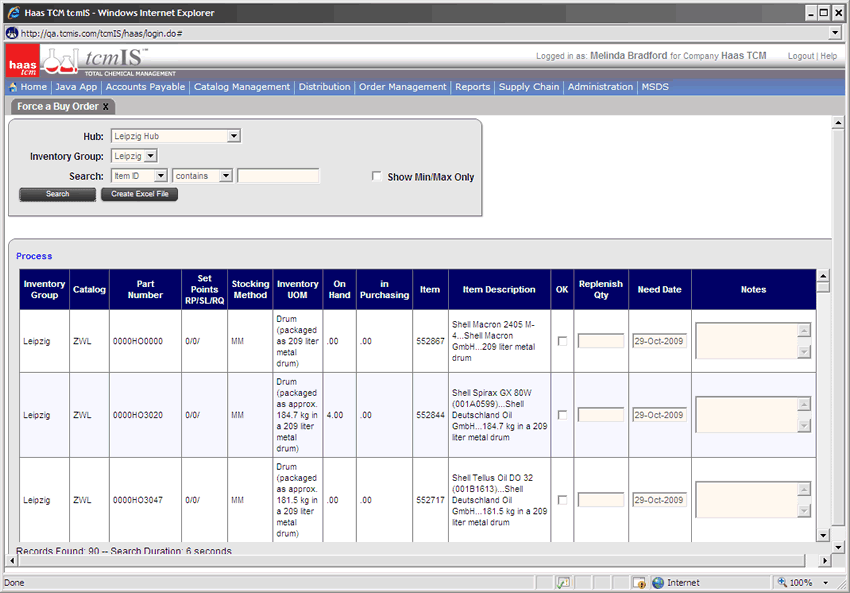 Haas TCM tcmIS - Windows Internet Explorer
http://qa.tcmis.com/tcmIS/haas/login.do#
haas tcm
tcmIS™
TOTAL CHEMICAL MANAGEMENT
Logged in as: Melinda Bradford for Company Haas TCM Logout | Help
Home | Java App | Accounts Payable | Catalog Management | Distribution | Order Management | Reports | Supply Chain | Administration | MSDS
Force a Buy Order X
Hub: Leipzig Hub
Inventory Group: Leipzig
Search: Item ID contains
Show Min/Max Only
Search Create Excel File
Process
Inventory Group Catalog Part Number Set Points RP/SL/RQ Stocking Method Inventory UOM On Hand in Purchasing Item Item Description OK Replenish Qty Need Date Notes
Leipzig ZWL 0000HO0000 0/0/ MM Drum (packaged as 209 liter metal drum) .00 .00 552867 Shell Macron 2405 M-4...Shell Macron GmbH...209 liter metal drum 29-Oct-2009
Leipzig ZWL 0000HO3020 0/0/ MM Drum (packaged as approx. 184.7 kg in a 209 liter metal drum) 4.00 .00 552844 Shell Spirax GX 80W (001A0599)...Shell Deutschland Oil GmbH...184.7 kg in a 209 liter metal drum 29-Oct-2009
Leipzig ZWL 0000HO3047 0/0/ MM Drum (packaged as approx. 181.5 kg in a 209 liter metal drum) .00 .00 552717 Shell Tellus Oil DO 32 (001B1613)...Shell Deutschland Oil GmbH...181.5 kg in a 209 liter metal drum 29-Oct-2009
Records Found: 90 -- Search Duration: 6 seconds
Done Internet 100%